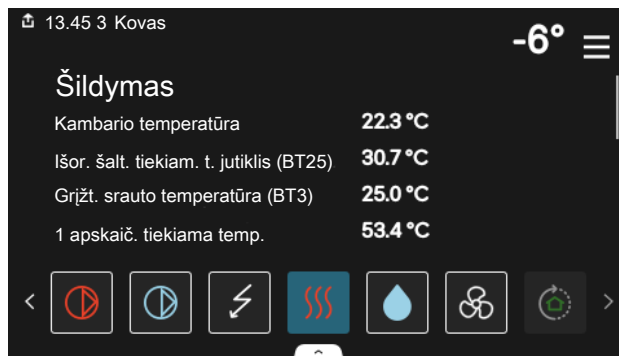 13.45 3 Kovas
-6°
Šildymas
Kambario temperatūra 22.3 °C
Išor. šalt. tiekiam. t. jutiklis (BT25) 30.7 °C
Grįžt. srauto temperatūra (BT3) 25.0 °C
1 apskaič. tiekiama temp. 53.4 °C